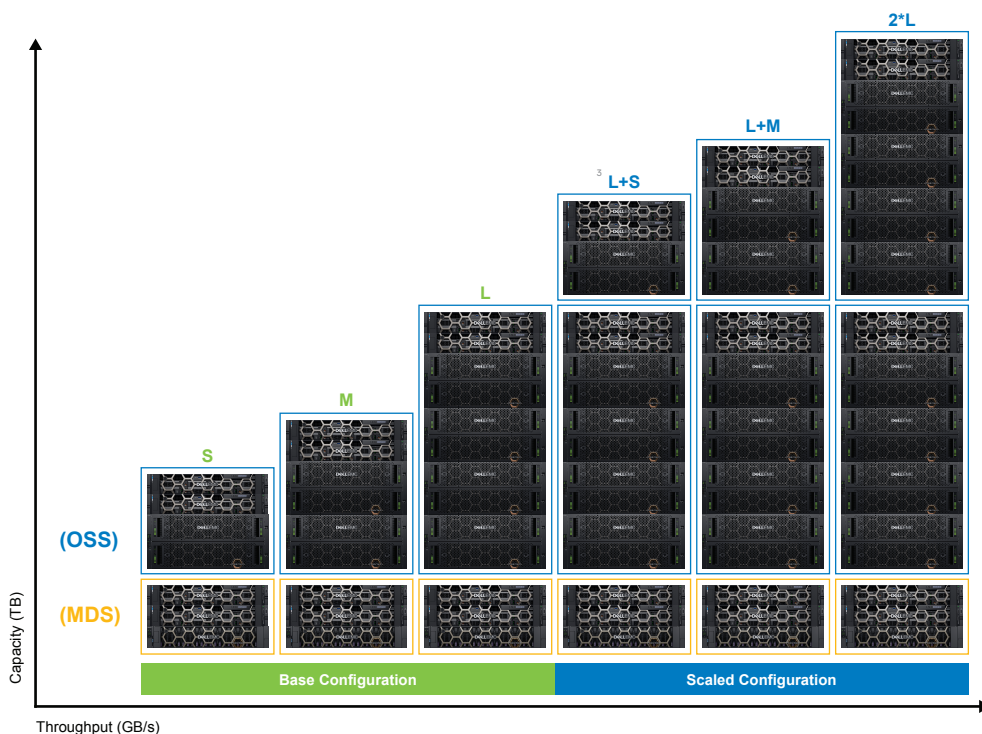 2*L
L+M
3 L+S
L
M
S
(OSS)
(MDS)
Capacity (TB)
Base Configuration
Scaled Configuration
Throughput (GB/s)